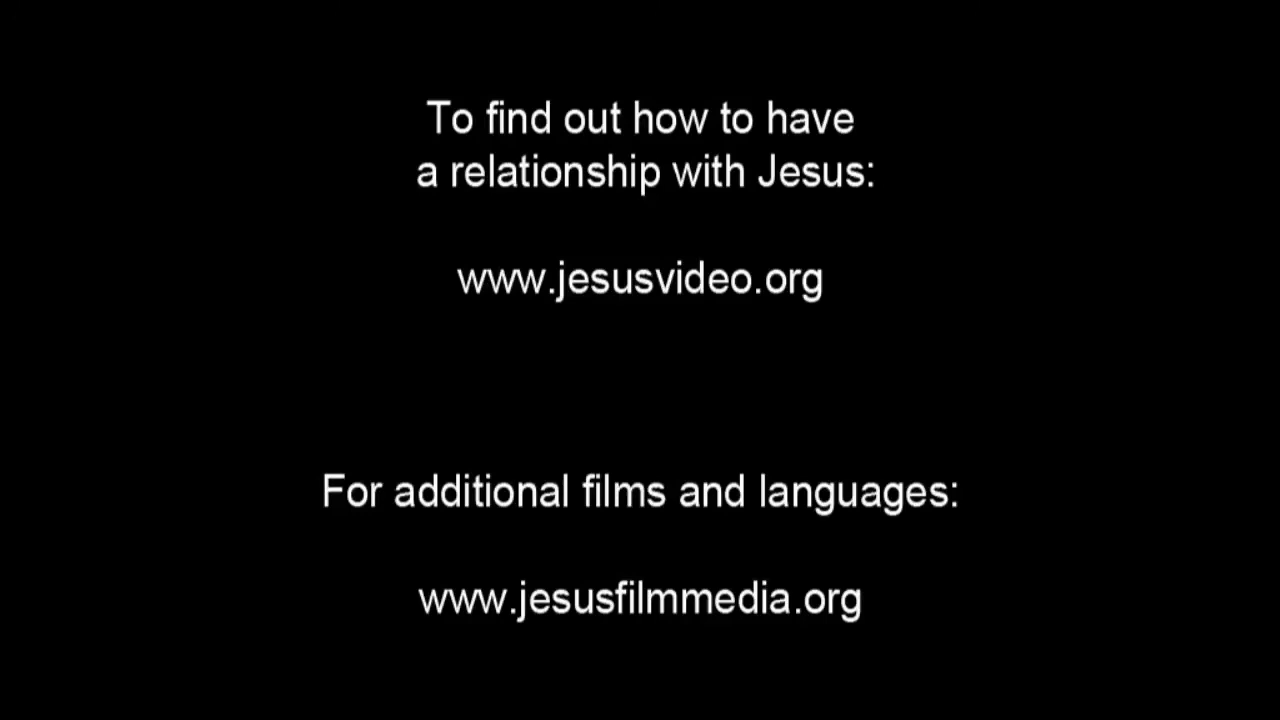 To find out how to have
a relationship with Jesus:
www.jesusvideo.org
For additional films and languages:
www.jesusfilmmedia.org